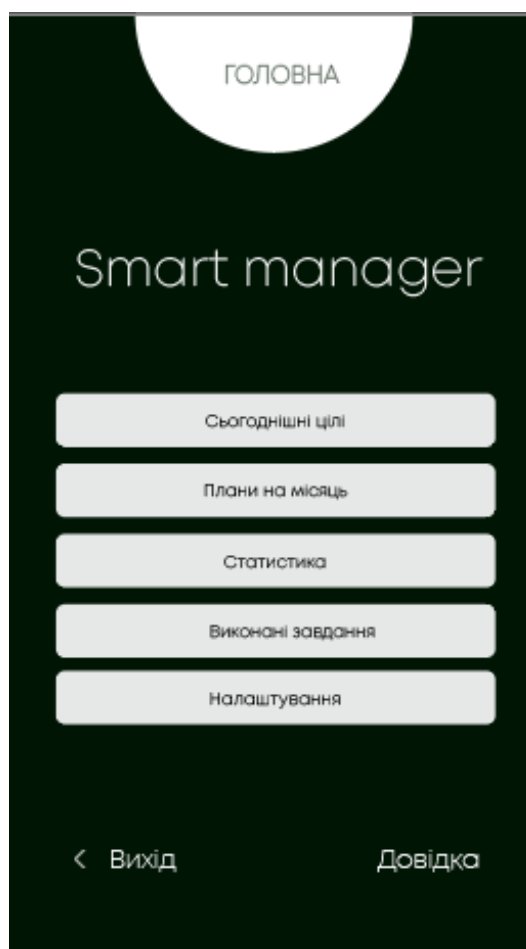 ГОЛОВНА
Smart manager
Сьогоднішні цілі
Плани на місяць
Статистика
Виконані завдання
Налаштування
< Вихід
Довідка